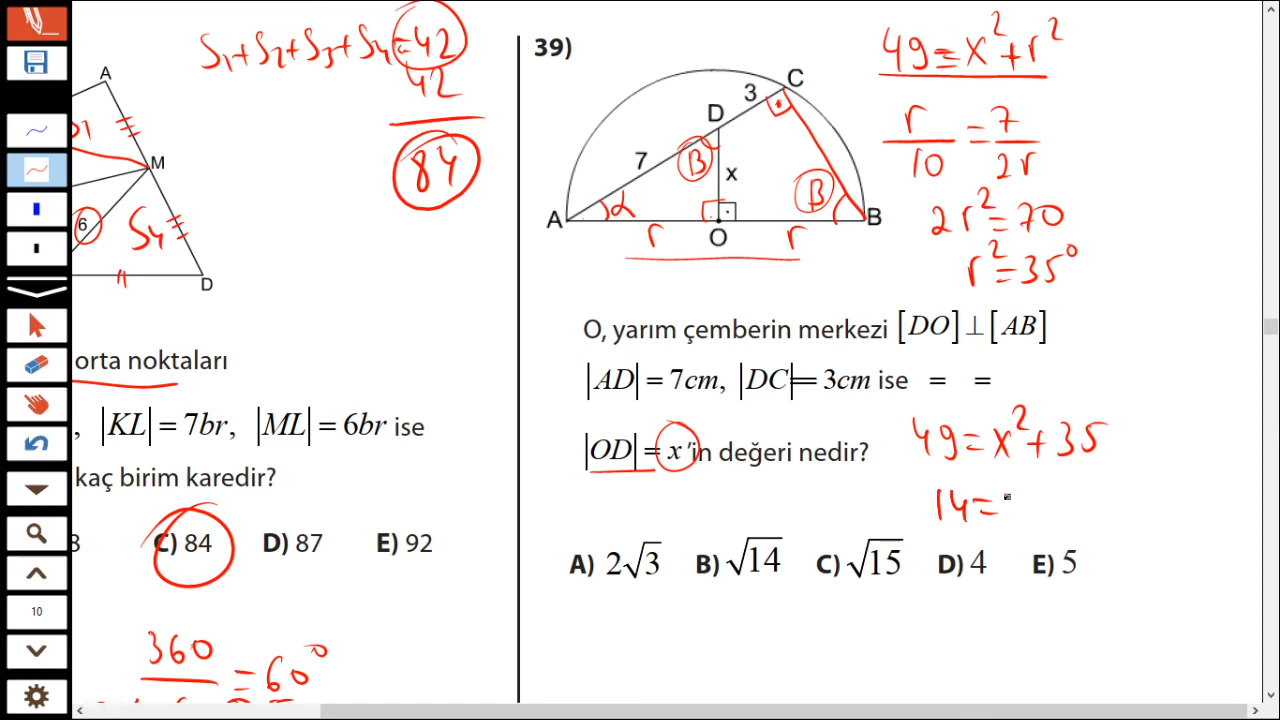 S₁+S₂+S₃+S₄=42
42
84
A
M
6
S₄
D
orta noktaları
, |KL| = 7br, |ML| = 6br ise
kaç birim karedir?
C) 84 D) 87 E) 92
360
= 60°
39)
A
7
D
3
C
x
α
B
B
r
O
r
B
49=x²+r²
r/10 = 7/2r
2r²=70
r²=35°
O, yarım çemberin merkezi [DO] ⊥ [AB]
|AD| = 7cm, |DC| = 3cm ise = =
|OD| = x'in değeri nedir?
49=x²+35
14=
A) 2√3 B) √14 C) √15 D) 4 E) 5
10